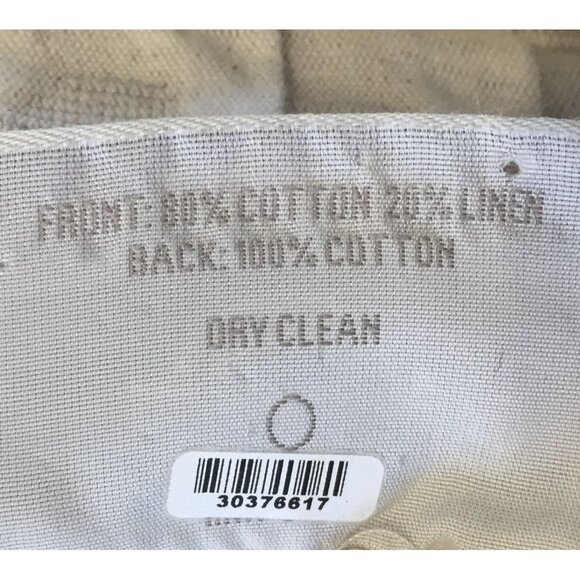 FRONT: 80% COTTON 20% LINEN
BACK: 100% COTTON
DRY CLEAN
30376617